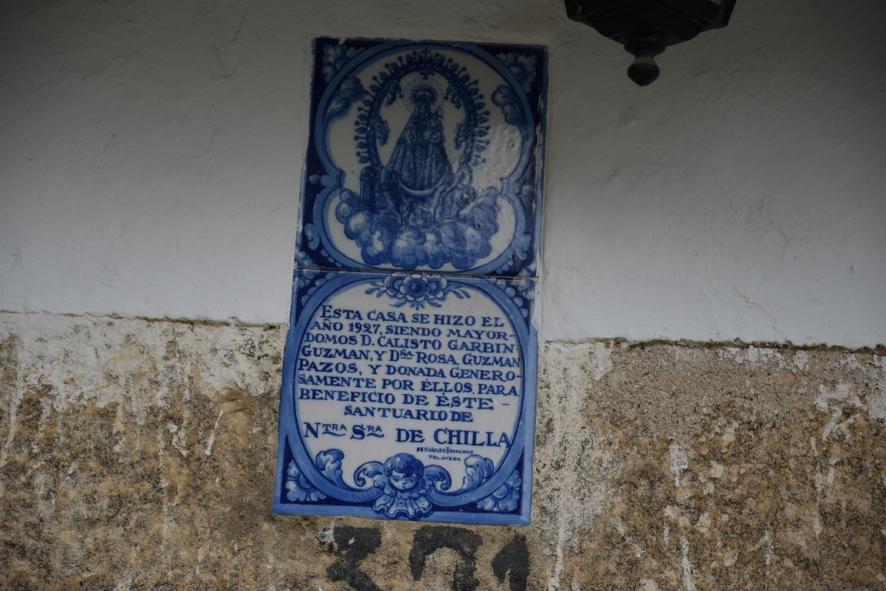 ESTA CASA SE HIZO EL
AÑO 1927, SIENDO MAYOR-
DOMOS D. CALISTO GARBIN
GUZMAN, Y Dña ROSA, GUZMAN
PAZOS, Y DONADA GENERO-
SAMENTE POR ELLOS, PARA
BENEFICIO DE ESTE-
SANTUARIO DE
NTRA SRA DE CHILLA
TALAVERA